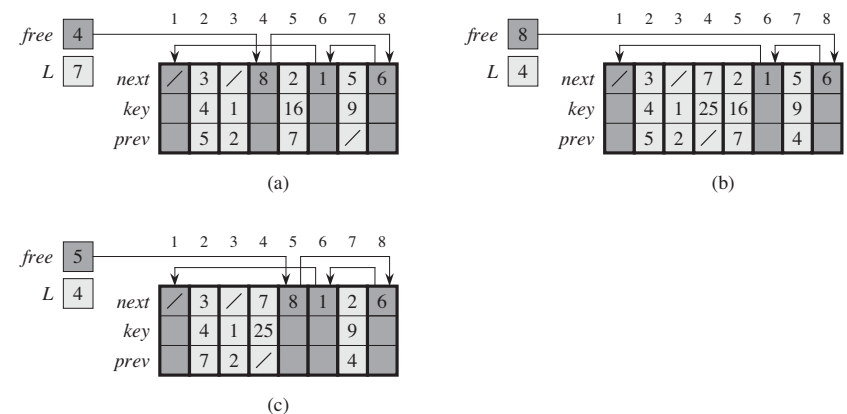 1 2 3 4 5 6 7 8
free 4
L 7
next / 3 / 8 2 1 5 6
key 4 1 16 9
prev 5 2 7 /
(a)
1 2 3 4 5 6 7 8
free 8
L 4
next / 3 / 7 2 1 5 6
key 4 1 25 16 9
prev 5 2 / 7 4
(b)
1 2 3 4 5 6 7 8
free 5
L 4
next / 3 / 7 8 1 2 6
key 4 1 25 9
prev 7 2 / 4
(c)